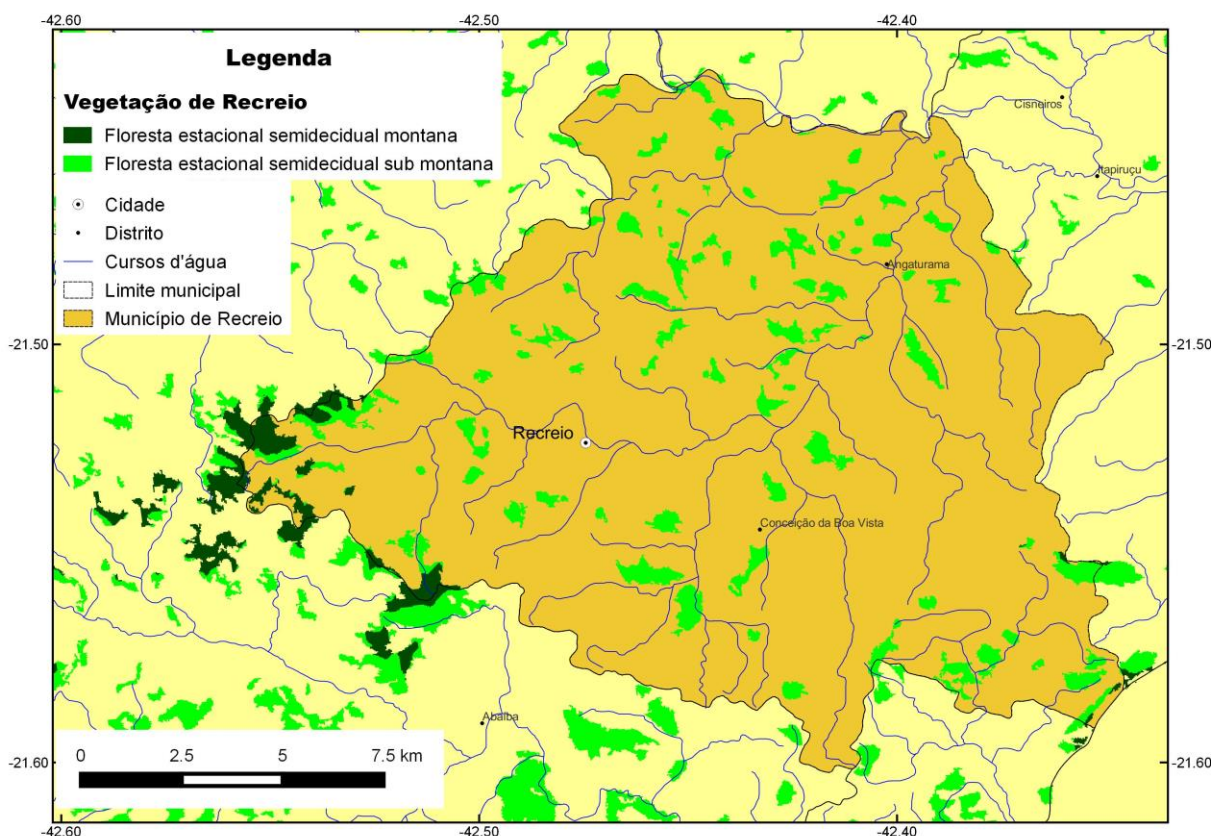 -42.60
-42.50
-42.40
Legenda
Vegetação de Recreio
Floresta estacional semidecidual montana
Floresta estacional semidecidual sub montana
Cidade
Distrito
Cursos d'água
Limite municipal
Município de Recreio
Cisneiros
Itapiruçu
Angaturama
-21.50
-21.50
Recreio
Conceição da Boa Vista
Abaíba
0 2.5 5 7.5 km
-21.60
-21.60
-42.60
-42.50
-42.40